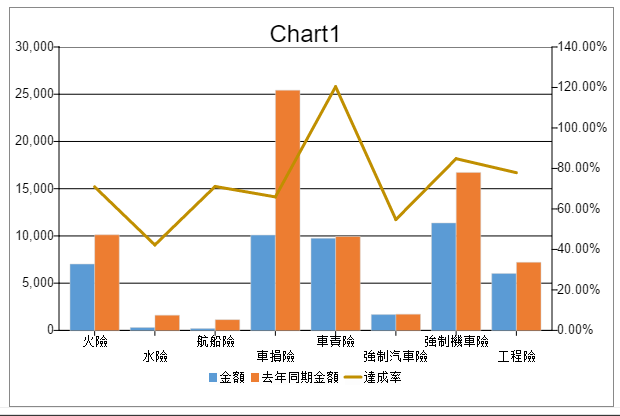 Chart1
30,000
25,000
20,000
15,000
10,000
5,000
0
140.00%
120.00%
100.00%
80.00%
60.00%
40.00%
20.00%
0.00%
火險
水險
航船險
車損險
車責險
強制汽車險
強制機車險
工程險
金額 去年同期金額 達成率